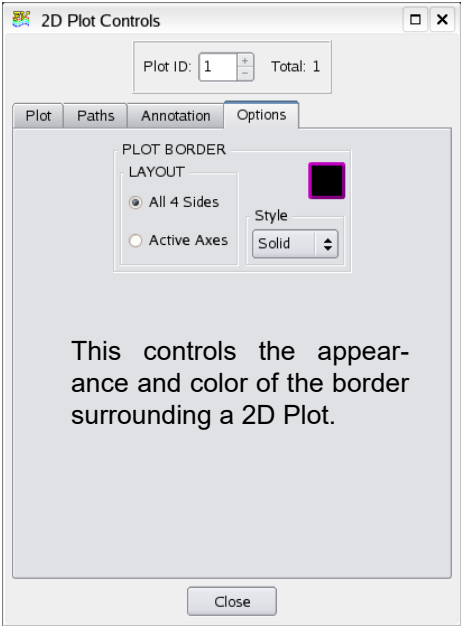 2D Plot Controls
Plot ID: 1 Total: 1
Plot Paths Annotation Options
PLOT BORDER
LAYOUT
All 4 Sides
Style
Active Axes Solid
This controls the appear-
ance and color of the border
surrounding a 2D Plot.
Close